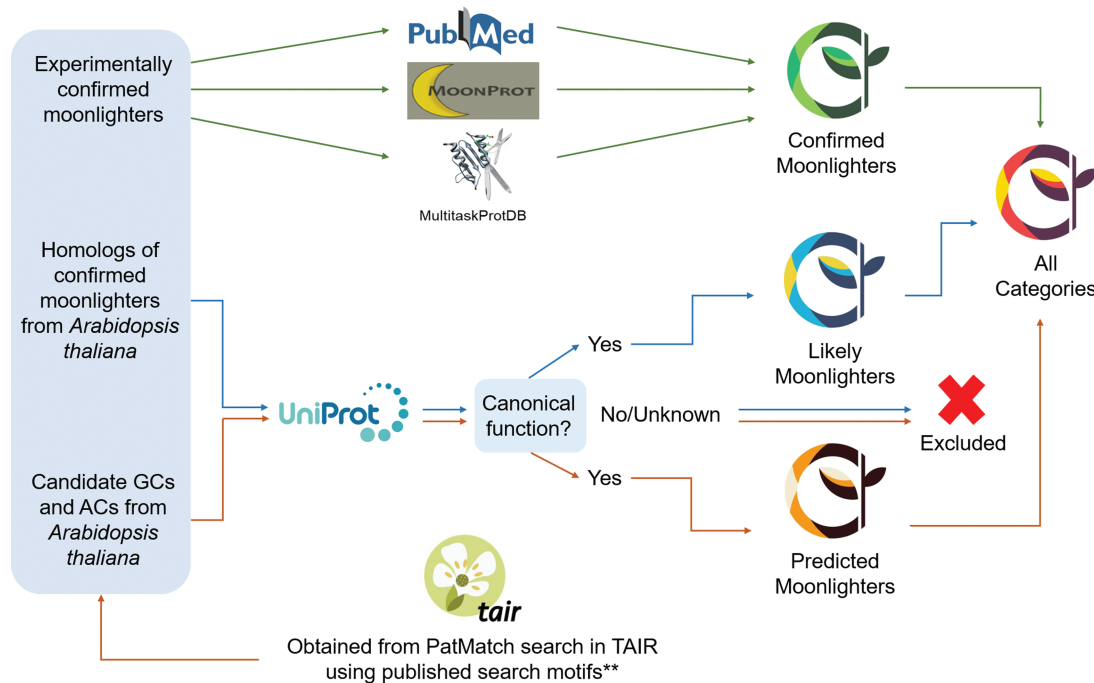 Experimentally
confirmed
moonlighters
PubMed
MOONPROT
MultitaskProtDB
Confirmed
Moonlighters
All
Categories
Homologs of
confirmed
moonlighters
from Arabidopsis
thaliana
UniProt
Canonical
function?
Yes
No/Unknown
Yes
Likely
Moonlighters
Excluded
Predicted
Moonlighters
Candidate GCs
and ACs from
Arabidopsis
thaliana
tair
Obtained from PatMatch search in TAIR
using published search motifs**